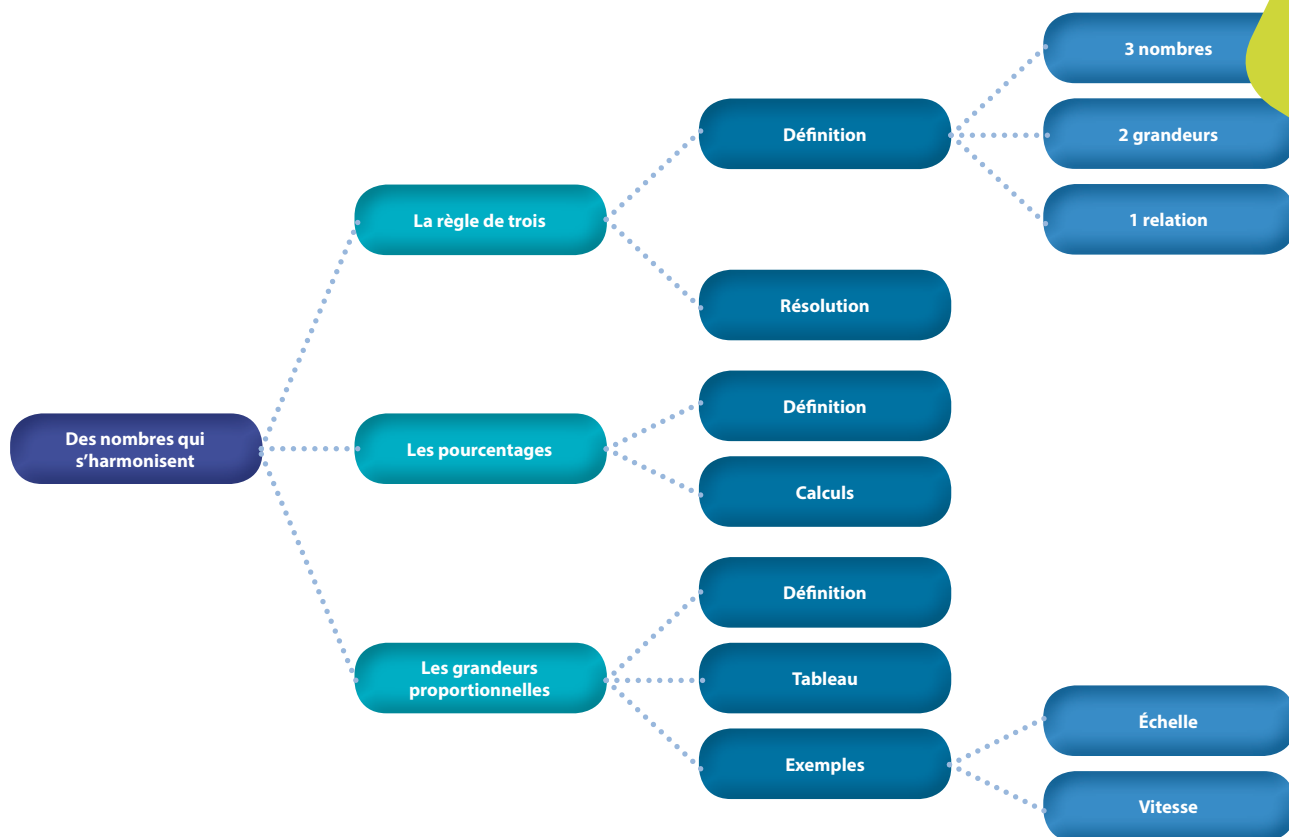 3 nombres
Définition
2 grandeurs
La règle de trois
1 relation
Résolution
Des nombres qui
s’harmonisent
Les pourcentages
Définition
Calculs
Les grandeurs
proportionnelles
Définition
Tableau
Exemples
Échelle
Vitesse